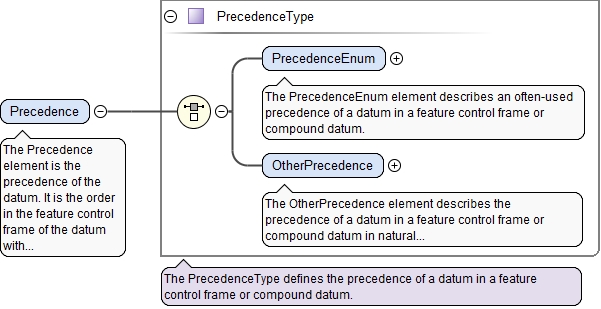 PrecedenceType
PrecedenceEnum
The PrecedenceEnum element describes an often-used
precedence of a datum in a feature control frame or
compound datum.
Precedence
The Precedence
element is the
precedence of the
datum. It is the order
in the feature control
frame of the datum
with...
OtherPrecedence
The OtherPrecedence element describes the
precedence of a datum in a feature control frame or
compound datum in natural...
The PrecedenceType defines the precedence of a datum in a feature
control frame or compound datum.